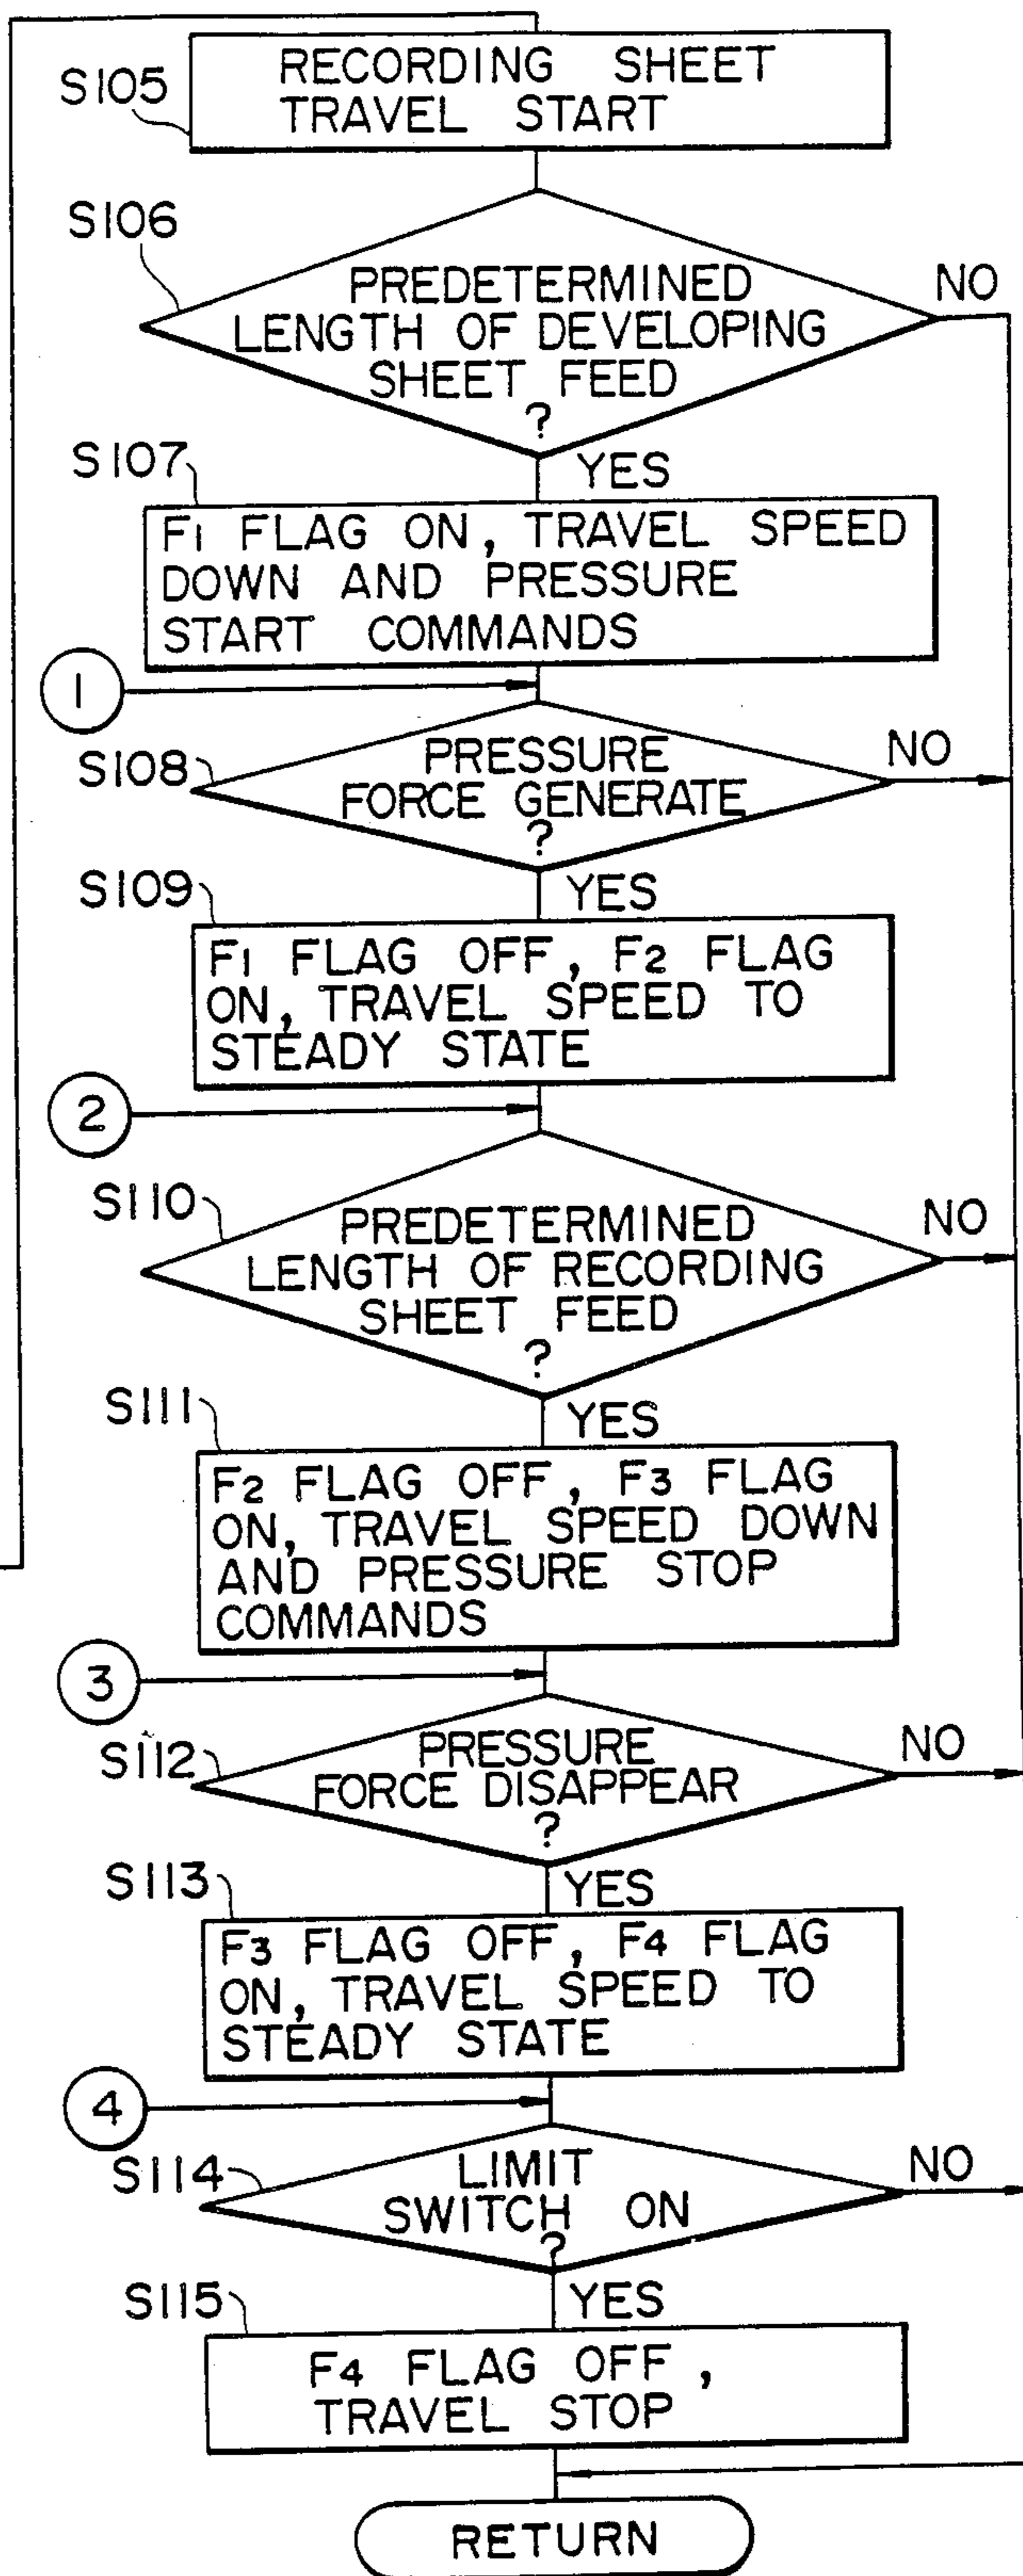 S105
RECORDING SHEET
TRAVEL START
S106
PREDETERMINED
LENGTH OF DEVELOPING
SHEET FEED
?
NO
YES
S107
F1 FLAG ON, TRAVEL SPEED
DOWN AND PRESSURE
START COMMANDS
1
S108
PRESSURE
FORCE GENERATE
?
NO
YES
S109
F1 FLAG OFF, F2 FLAG
ON, TRAVEL SPEED TO
STEADY STATE
2
S110
PREDETERMINED
LENGTH OF RECORDING
SHEET FEED
?
NO
YES
S111
F2 FLAG OFF, F3 FLAG
ON, TRAVEL SPEED DOWN
AND PRESSURE STOP
COMMANDS
3
S112
PRESSURE
FORCE DISAPPEAR
?
NO
YES
S113
F3 FLAG OFF, F4 FLAG
ON, TRAVEL SPEED TO
STEADY STATE
4
S114
LIMIT
SWITCH ON
?
NO
YES
S115
F4 FLAG OFF,
TRAVEL STOP
RETURN